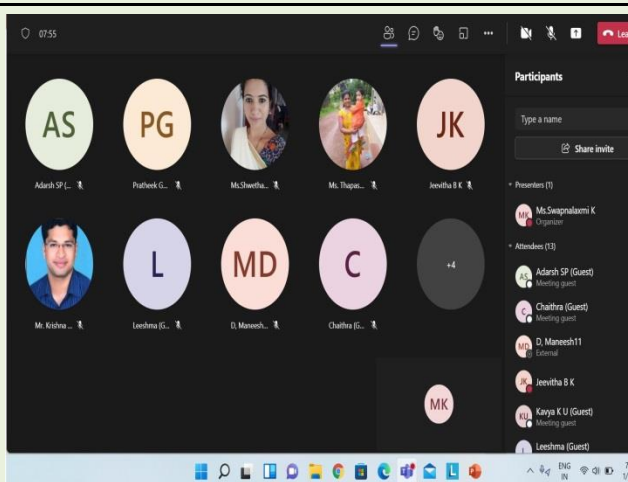 07:55
Lea
AS
PG
JK
Adarsh SP (...
Pratheek G...
Ms.Shwetha...
Ms. Thapas...
Jeevitha B K
L
MD
C
+4
Mr. Krishna ...
Leeshma (G...
D, Maneesh...
Chaithra (G...
MK
Participants
Type a name
Share invite
Presenters (1)
MK
Ms.Swapnalaxmi K
Organizer
Attendees (13)
AS
Adarsh SP (Guest)
Meeting guest
C
Chaithra (Guest)
Meeting guest
MD
D, Maneesh11
External
JK
Jeevitha B K
KU
Kavya K U (Guest)
Meeting guest
L
Leeshma (Guest)
ENG
IN
7
1/